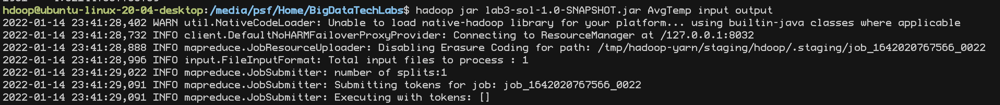 hdoop@ubuntu-linux-20-04-desktop:/media/psf/Home/BigDataTechLabs$ hadoop jar lab3-sol-1.0-SNAPSHOT.jar AvgTemp input output
2022-01-14 23:41:28,402 WARN util.NativeCodeLoader: Unable to load native-hadoop library for your platform... using builtin-java classes where applicable
2022-01-14 23:41:28,732 INFO client.DefaultNoHARMFailoverProxyProvider: Connecting to ResourceManager at /127.0.0.1:8032
2022-01-14 23:41:28,888 INFO mapreduce.JobResourceUploader: Disabling Erasure Coding for path: /tmp/hadoop-yarn/staging/hdoop/.staging/job_1642020767566_0022
2022-01-14 23:41:28,996 INFO input.FileInputFormat: Total input files to process : 1
2022-01-14 23:41:29,022 INFO mapreduce.JobSubmitter: number of splits:1
2022-01-14 23:41:29,091 INFO mapreduce.JobSubmitter: Submitting tokens for job: job_1642020767566_0022
2022-01-14 23:41:29,091 INFO mapreduce.JobSubmitter: Executing with tokens: []